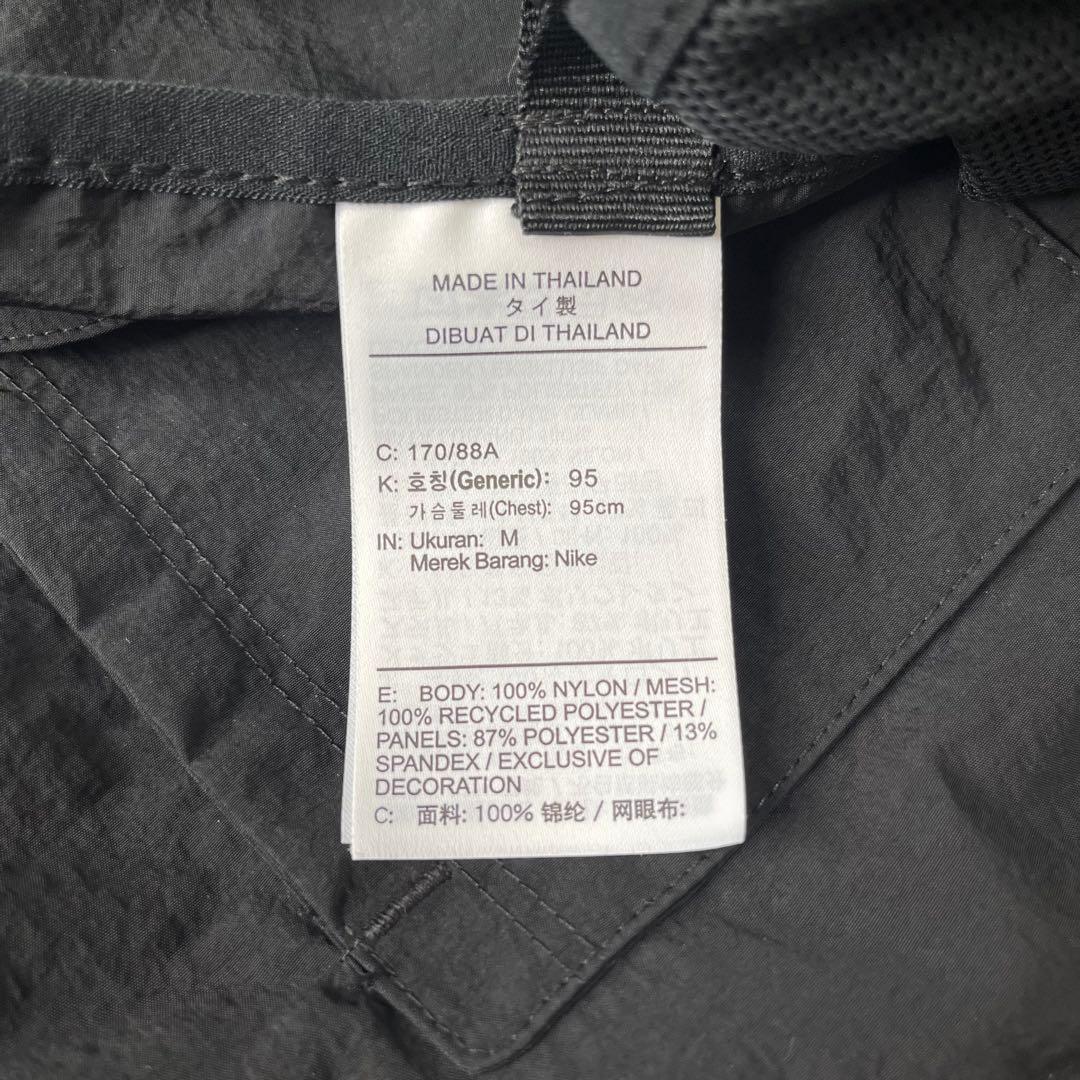 MADE IN THAILAND
タイ製
DIBUAT DI THAILAND
C: 170/88A
K: 호칭(Generic): 95
가슴둘레(Chest): 95cm
IN: Ukuran: M
Merek Barang: Nike
E: BODY: 100% NYLON / MESH:
100% RECYCLED POLYESTER /
PANELS: 87% POLYESTER / 13%
SPANDEX / EXCLUSIVE OF
DECORATION
C: 面料: 100% 锦纶 / 网眼布: